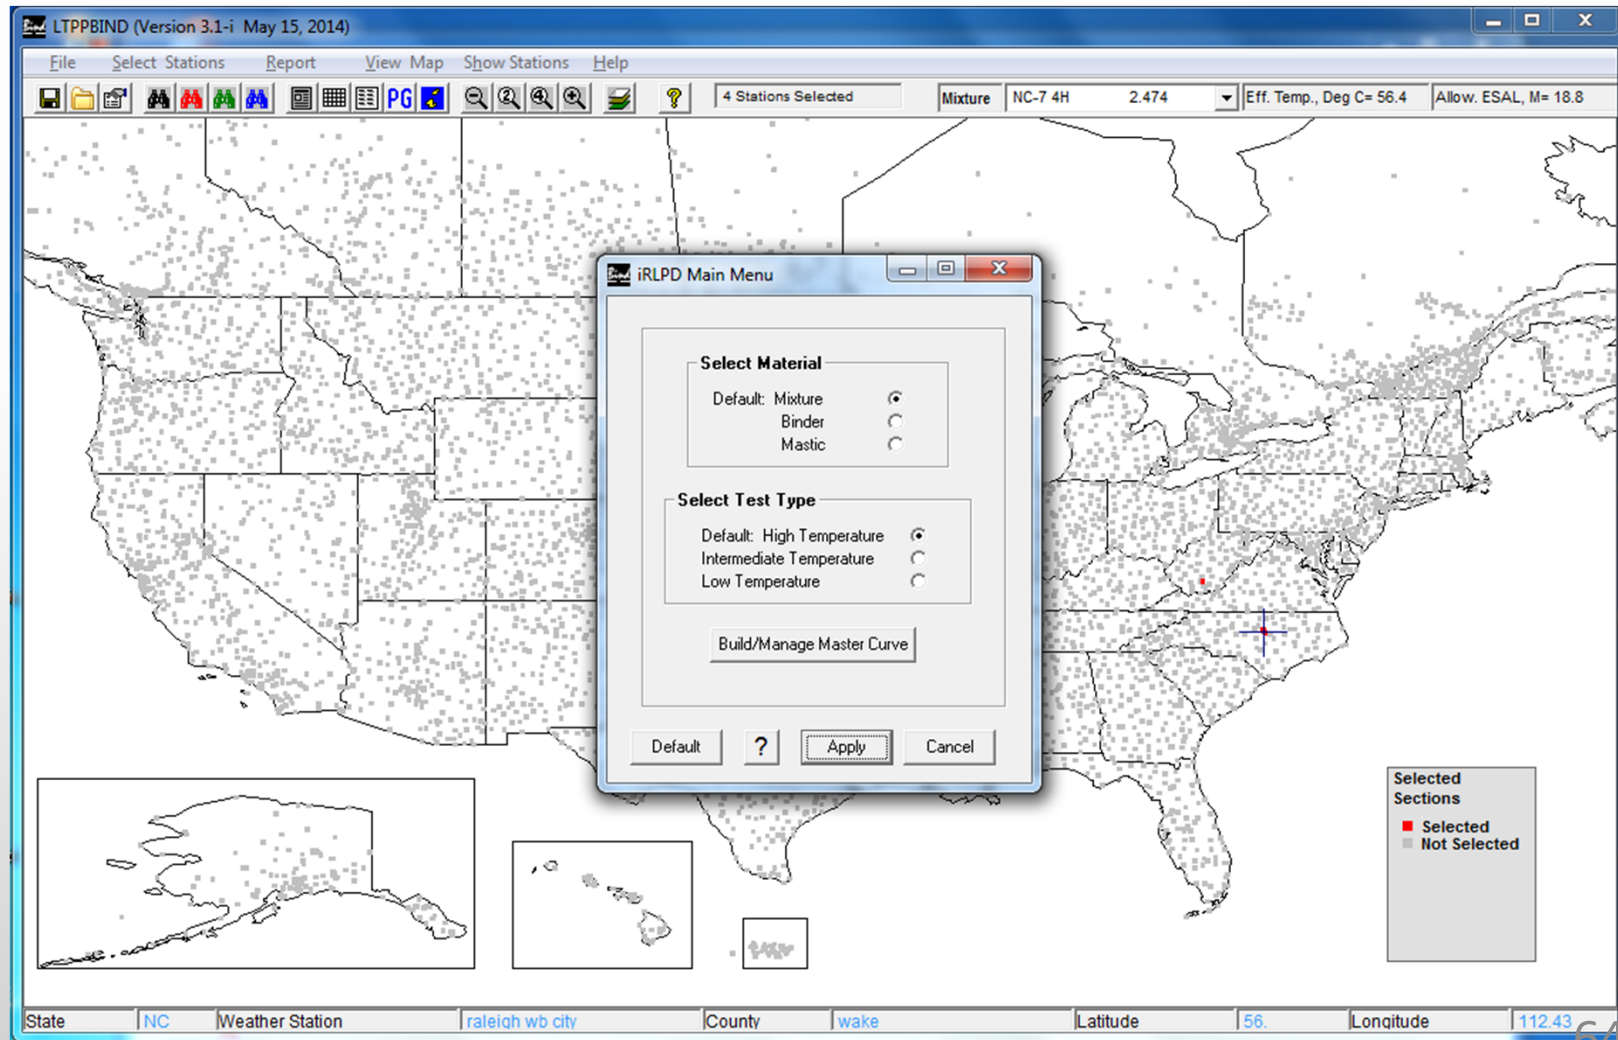 Bind LTPPBIND (Version 3.1-i May 15, 2014)
File Select Stations Report View Map Show Stations Help
PG ? 4 Stations Selected Mixture NC-7 4H 2.474 Eff. Temp., Deg C= 56.4 Allow. ESAL, M= 18.8
Bind iRLPD Main Menu
Select Material
Default: Mixture
Binder
Mastic
Select Test Type
Default: High Temperature
Intermediate Temperature
Low Temperature
Build/Manage Master Curve
Default ? Apply Cancel
Selected
Sections
Selected
Not Selected
State NC Weather Station raleigh wb city County wake Latitude 56. Longitude 112.43
64